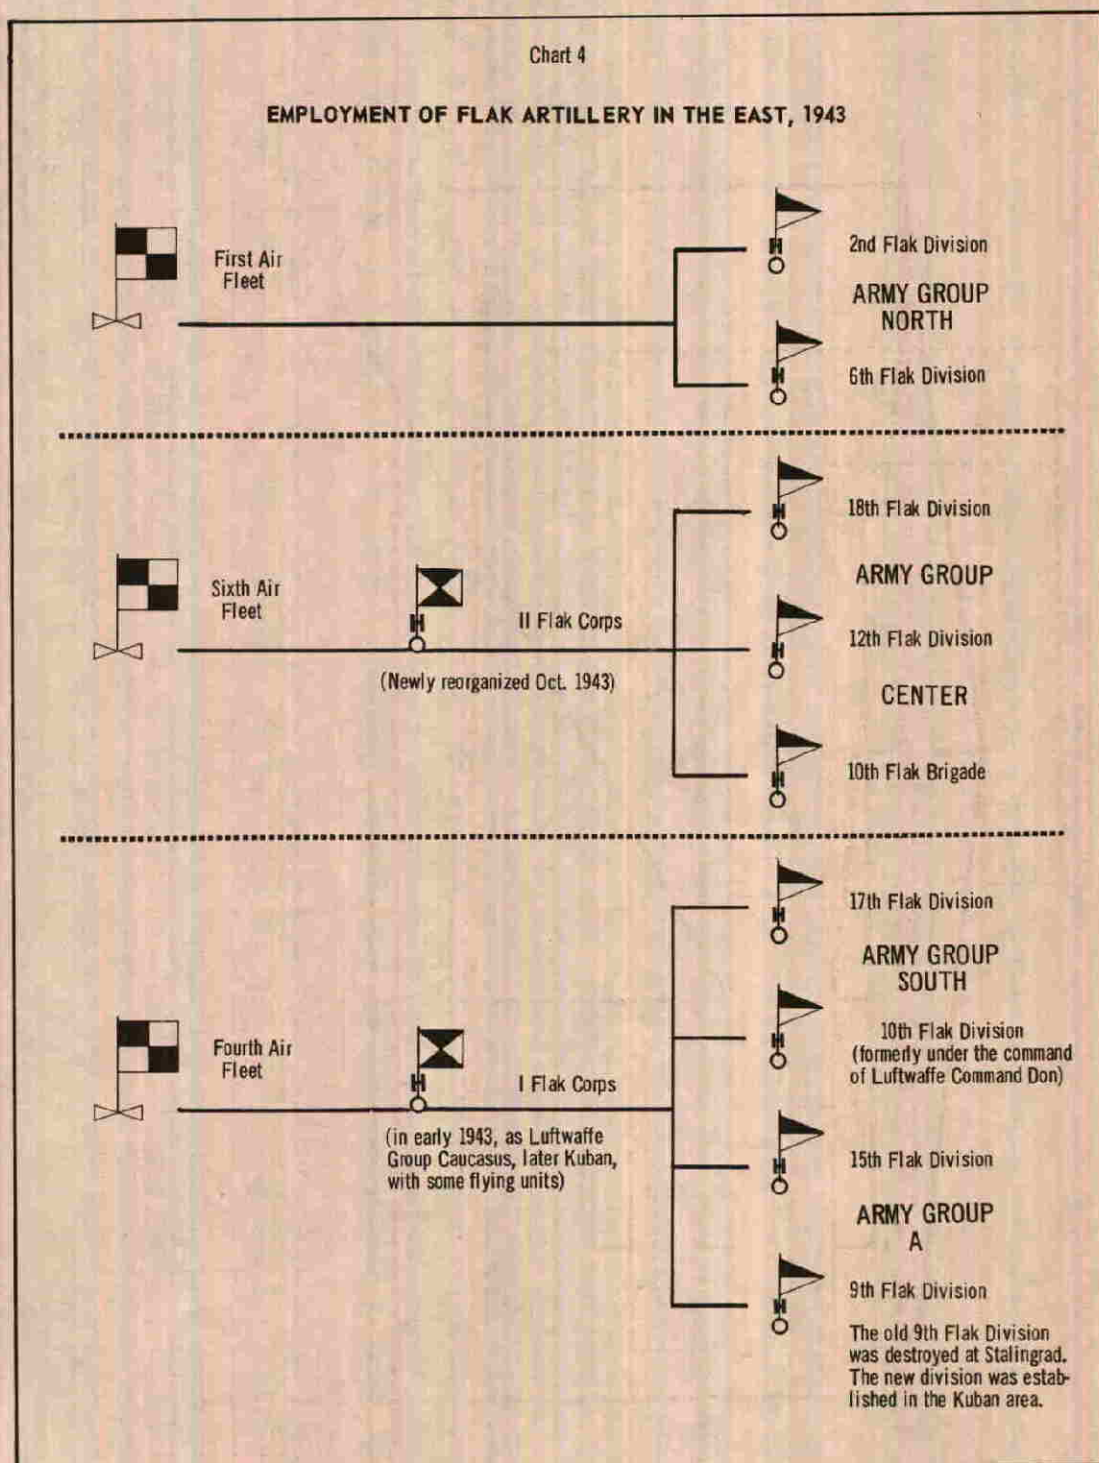 Chart 4
EMPLOYMENT OF FLAK ARTILLERY IN THE EAST, 1943
First Air
Fleet
2nd Flak Division
ARMY GROUP
NORTH
6th Flak Division
18th Flak Division
Sixth Air
Fleet
II Flak Corps
(Newly reorganized Oct. 1943)
ARMY GROUP
12th Flak Division
CENTER
10th Flak Brigade
17th Flak Division
ARMY GROUP
SOUTH
Fourth Air
Fleet
I Flak Corps
(in early 1943, as Luftwaffe
Group Caucasus, later Kuban,
with some flying units)
10th Flak Division
(formerly under the command
of Luftwaffe Command Don)
15th Flak Division
ARMY GROUP
A
9th Flak Division
The old 9th Flak Division
was destroyed at Stalingrad.
The new division was estab-
lished in the Kuban area.